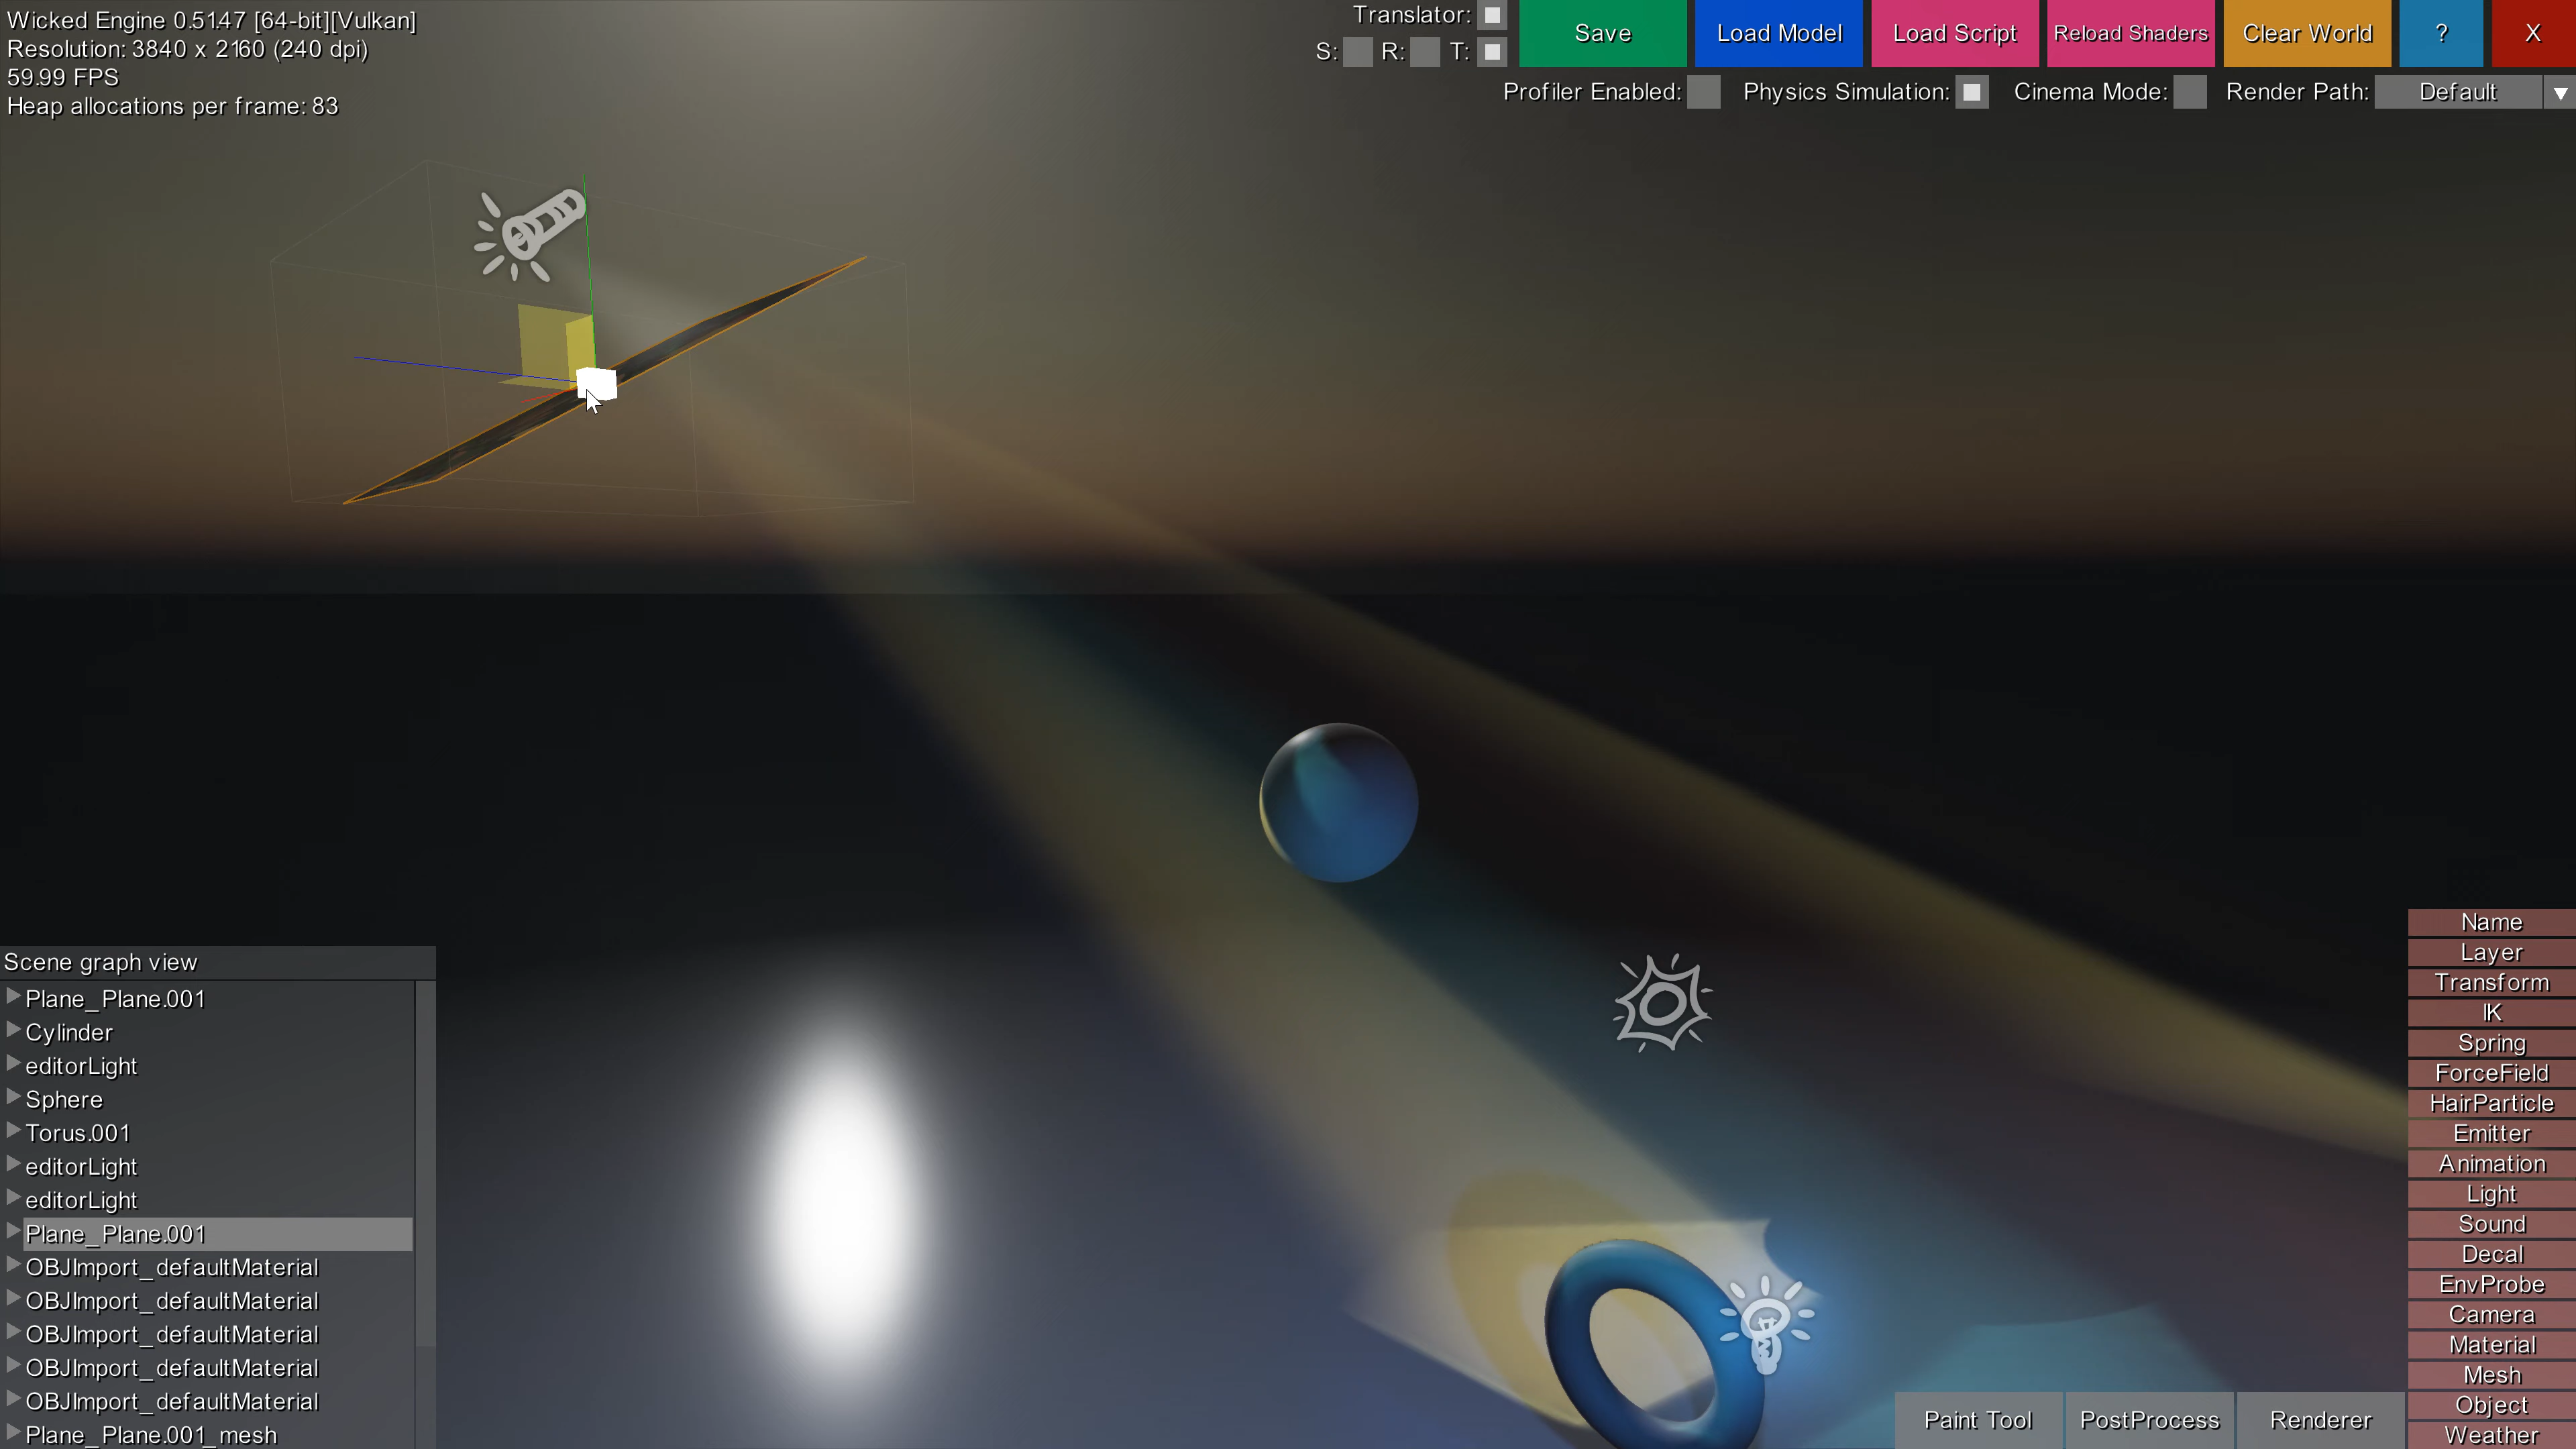 Wicked Engine 0.51.47 [64-bit][Vulkan]
Resolution: 3840 x 2160 (240 dpi)
59.99 FPS
Heap allocations per frame: 83
Translator:
S: R: T:
Save
Load Model
Load Script
Reload Shaders
Clear World
?
X
Profiler Enabled:
Physics Simulation:
Cinema Mode:
Render Path:
Default
Scene graph view
Plane_Plane.001
Cylinder
editorLight
Sphere
Torus.001
editorLight
editorLight
Plane_Plane.001
OBJImport_defaultMaterial
OBJImport_defaultMaterial
OBJImport_defaultMaterial
OBJImport_defaultMaterial
OBJImport_defaultMaterial
Plane_Plane.001_mesh
Name
Layer
Transform
IK
Spring
ForceField
HairParticle
Emitter
Animation
Light
Sound
Decal
EnvProbe
Camera
Material
Mesh
Object
Weather
Paint Tool
PostProcess
Renderer